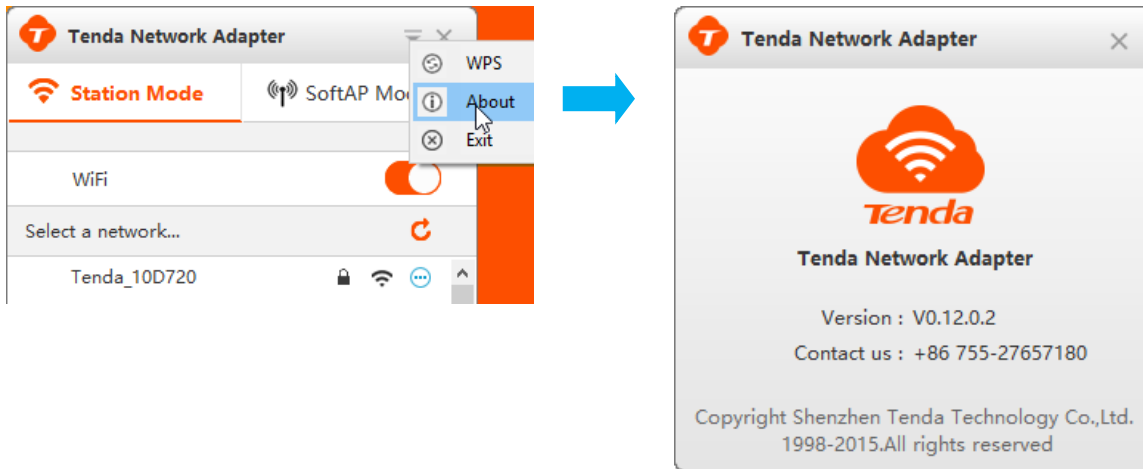 Tenda Network Adapter
WPS
Station Mode
SoftAP
About
Exit
WiFi
Select a network...
Tenda_10D720
Tenda Network Adapter
Tenda
Tenda Network Adapter
Version : V0.12.0.2
Contact us : +86 755-27657180
Copyright Shenzhen Tenda Technology Co.,Ltd.
1998-2015.All rights reserved